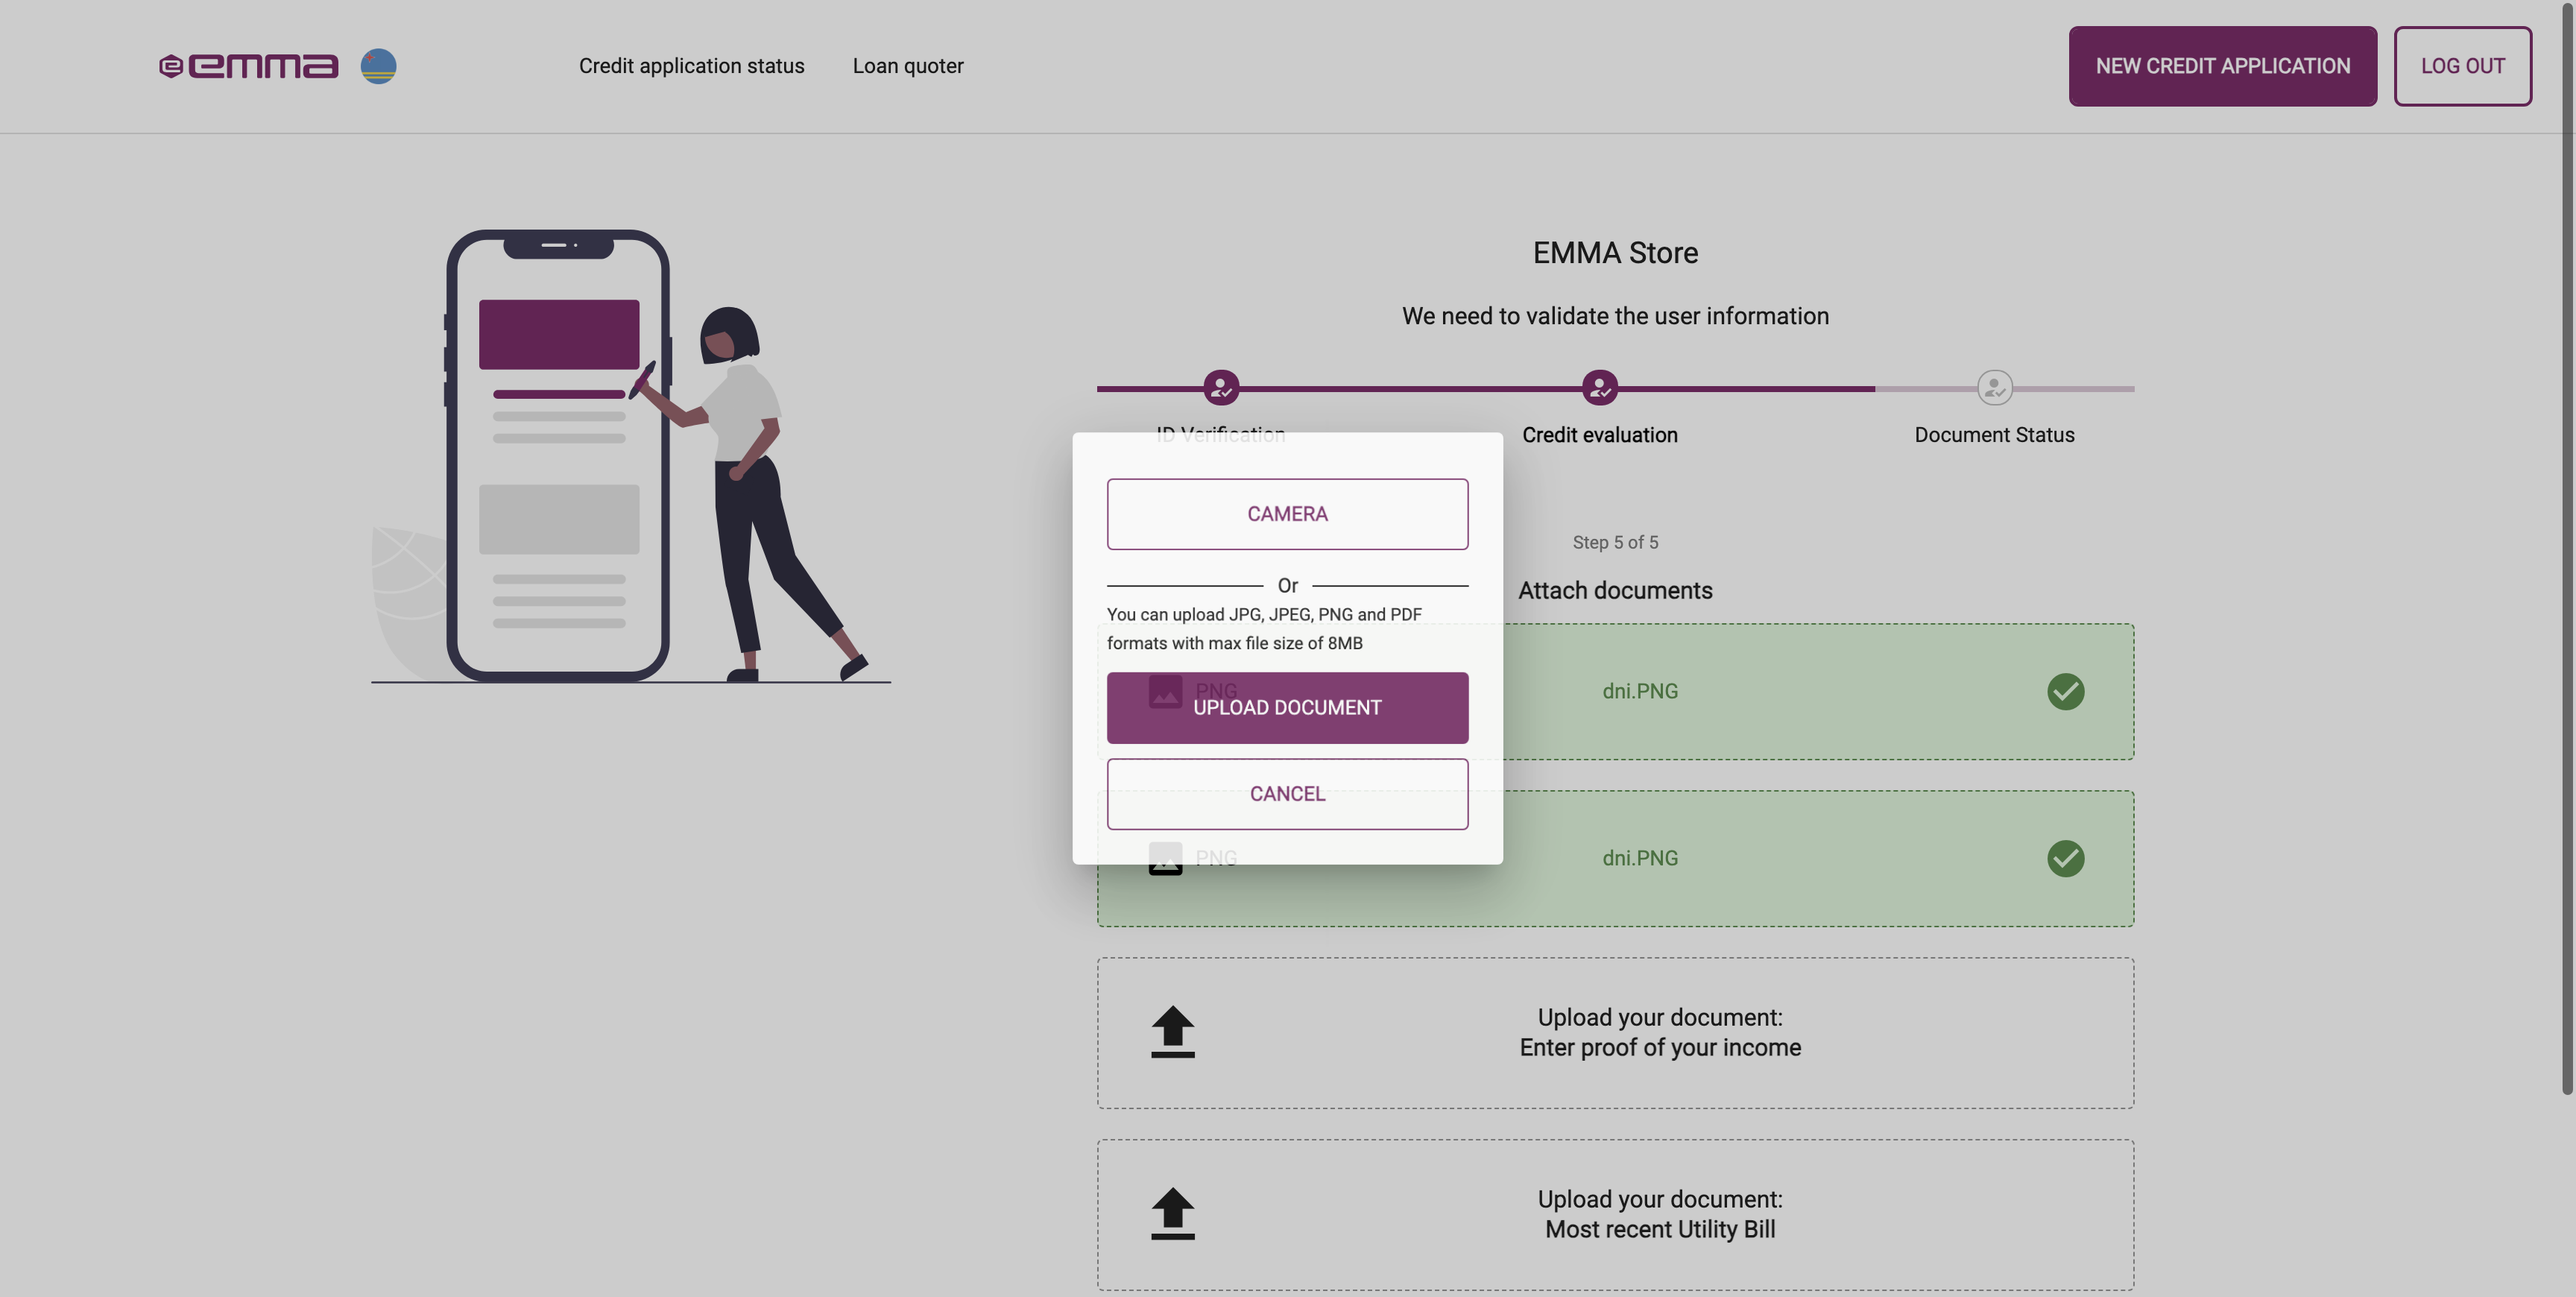 emma
Credit application status
Loan quoter
NEW CREDIT APPLICATION
LOG OUT
EMMA Store
We need to validate the user information
ID Verification
Credit evaluation
Document Status
Step 5 of 5
Attach documents
CAMERA
Or
You can upload JPG, JPEG, PNG and PDF
formats with max file size of 8MB
PNG
dni.PNG
UPLOAD DOCUMENT
CANCEL
PNG
dni.PNG
Upload your document:
Enter proof of your income
Upload your document:
Most recent Utility Bill